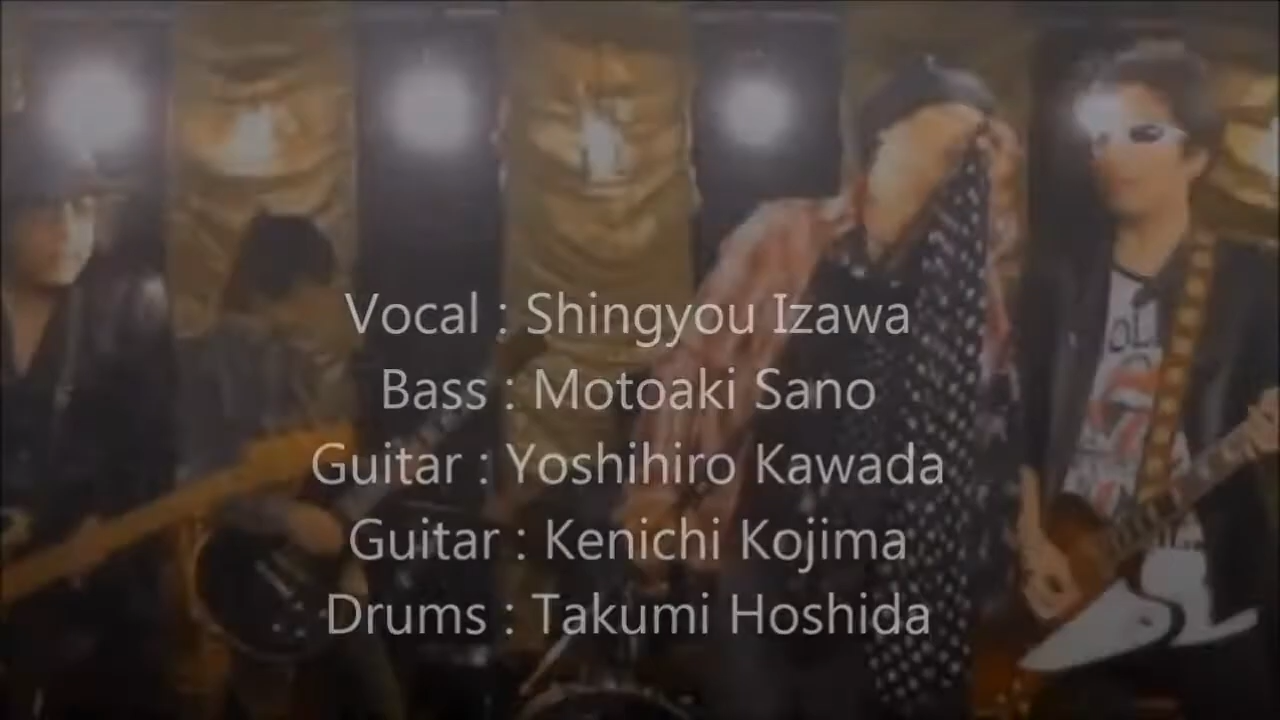 Vocal : Shingyou Izawa
Bass : Motoaki Sano
Guitar : Yoshihiro Kawada
Guitar : Kenichi Kojima
Drums : Takumi Hoshida